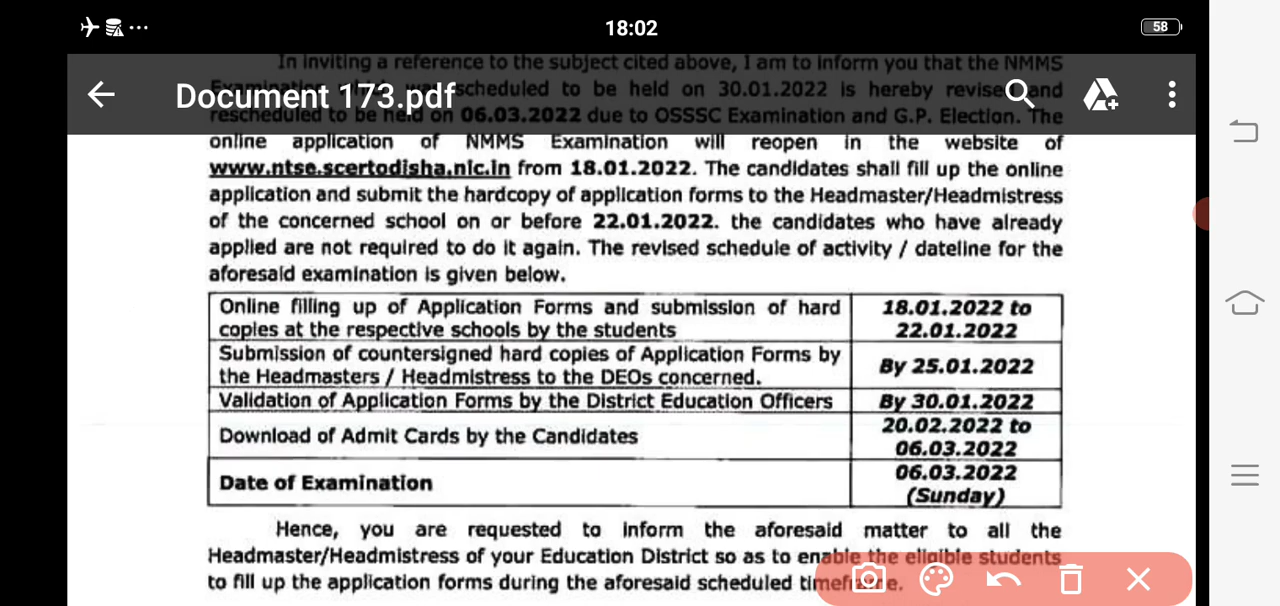 18:02
58
In inviting a reference to the subject cited above, I am to inform you that the NMMS
Document 173.pdf
scheduled to be held on 30.01.2022 is hereby revised and
rescheduled to be held on 06.03.2022 due to OSSSC Examination and G.P. Election. The
online application of NMMS Examination will reopen in the website of
www.ntse.scertodisha.nic.in from 18.01.2022. The candidates shall fill up the online
application and submit the hardcopy of application forms to the Headmaster/Headmistress
of the concerned school on or before 22.01.2022. the candidates who have already
applied are not required to do it again. The revised schedule of activity / dateline for the
aforesaid examination is given below.
Online filling up of Application Forms and submission of hard
copies at the respective schools by the students
18.01.2022 to
22.01.2022
Submission of countersigned hard copies of Application Forms by
the Headmasters / Headmistress to the DEOs concerned.
By 25.01.2022
Validation of Application Forms by the District Education Officers
By 30.01.2022
Download of Admit Cards by the Candidates
20.02.2022 to
06.03.2022
Date of Examination
06.03.2022
(Sunday)
Hence, you are requested to inform the aforesaid matter to all the
Headmaster/Headmistress of your Education District so as to enable the eligible students
to fill up the application forms during the aforesaid scheduled timeframe.